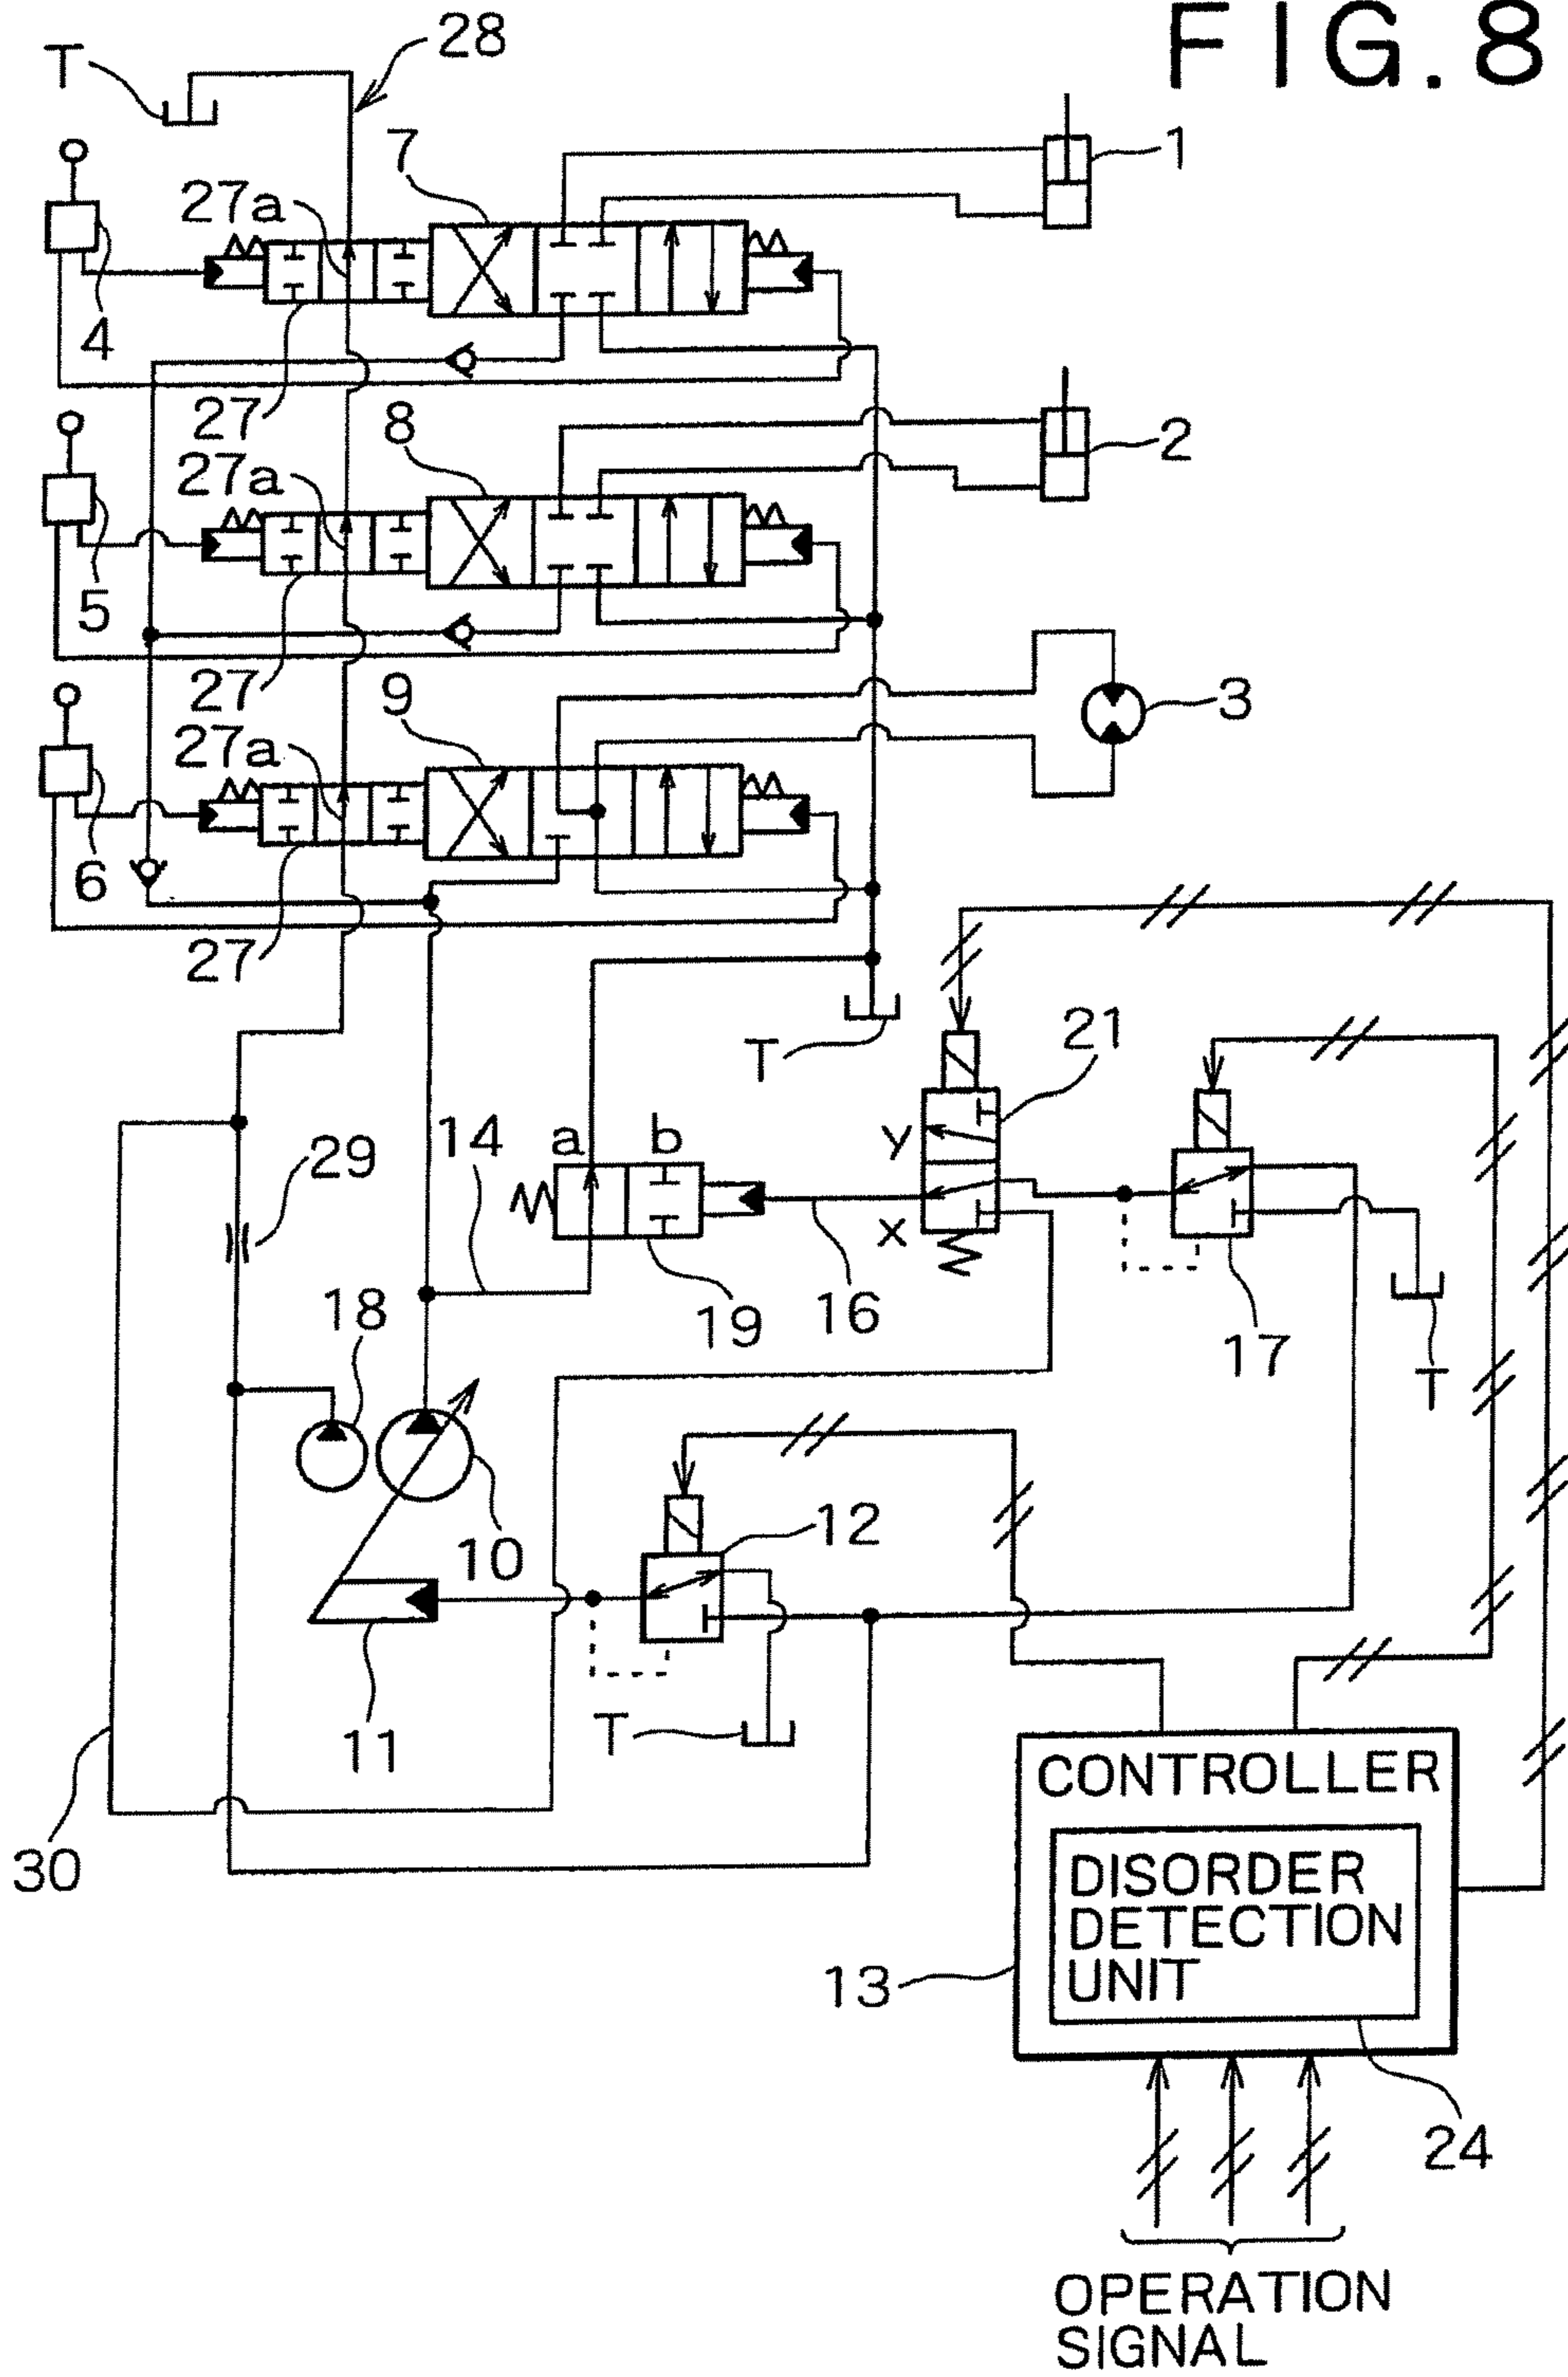 FIG. 8
T
28
7
1
27a
4
27
8
2
27a
5
27
9
3
27a
6
27
T
21
14
a
b
y
29
x
18
19
16
17
T
12
10
11
T
30
CONTROLLER
DISORDER
DETECTION
UNIT
13
24
OPERATION
SIGNAL